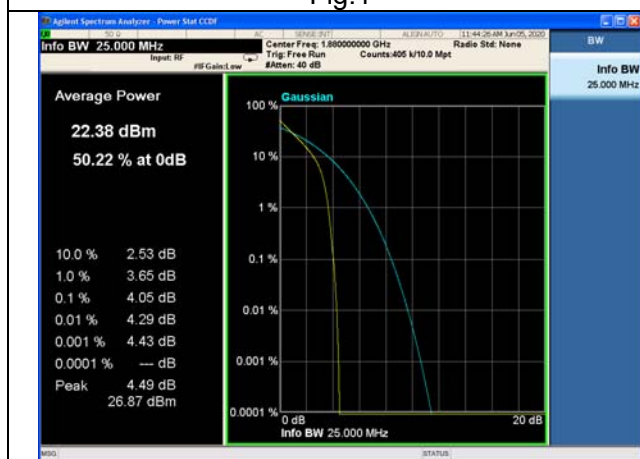 Fig.1
Agilent Spectrum Analyzer - Power Stat CCDF
50 Ω AC SENSE:INT ALIGN AUTO 11:44:26 AM Jun 05, 2020
Info BW 25.000 MHz
Center Freq: 1.880000000 GHz
Radio Std: None
Input: RF
Trig: Free Run
Counts:405 k/10.0 Mpt
#IFGain:Low
#Atten: 40 dB
BW
Info BW
25.000 MHz
Average Power
22.38 dBm
50.22 % at 0dB
10.0 % 2.53 dB
1.0 % 3.65 dB
0.1 % 4.05 dB
0.01 % 4.29 dB
0.001 % 4.43 dB
0.0001 % --- dB
Peak 4.49 dB
26.87 dBm
Gaussian
100 %
10 %
1 %
0.1 %
0.01 %
0.001 %
0.0001 %
0 dB 20 dB
Info BW 25.000 MHz
MSG STATUS